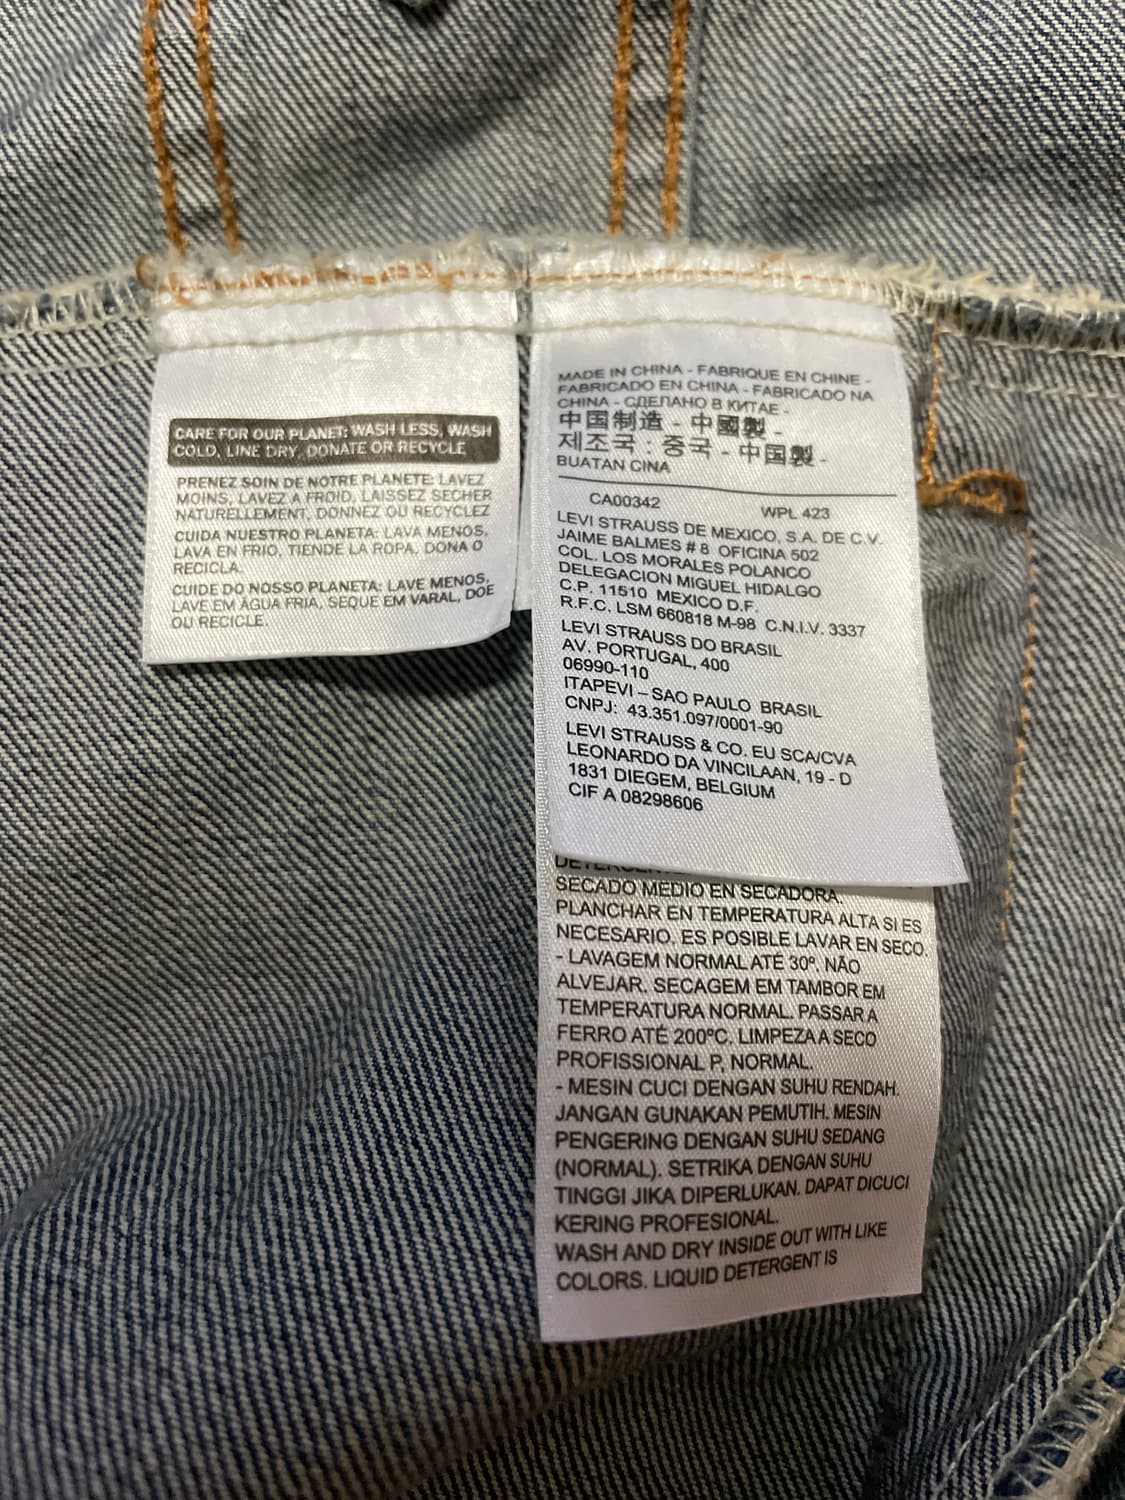 CARE FOR OUR PLANET: WASH LESS, WASH
COLD, LINE DRY, DONATE OR RECYCLE
PRENEZ SOIN DE NOTRE PLANETE: LAVEZ
MOINS, LAVEZ A FROID, LAISSEZ SECHER
NATURELLEMENT, DONNEZ OU RECYCLEZ
CUIDA NUESTRO PLANETA: LAVA MENOS,
LAVA EN FRIO, TIENDE LA ROPA, DONA O
RECICLA.
CUIDE DO NOSSO PLANETA: LAVE MENOS,
LAVE EM ÁGUA FRIA, SEQUE EM VARAL, DOE
OU RECICLE.
MADE IN CHINA - FABRIQUE EN CHINE -
FABRICADO EN CHINA - FABRICADO NA
CHINA - СДЕЛАНО В КИТАЕ -
中国制造 - 中國製 -
제조국 : 중국 - 中国製 -
BUATAN CINA
CA00342 WPL 423
LEVI STRAUSS DE MEXICO, S.A. DE C.V.
JAIME BALMES # 8 OFICINA 502
COL. LOS MORALES POLANCO
DELEGACION MIGUEL HIDALGO
C.P. 11510 MEXICO D.F.
R.F.C. LSM 660818 M-98 C.N.I.V. 3337
LEVI STRAUSS DO BRASIL
AV. PORTUGAL, 400
06990-110
ITAPEVI – SAO PAULO BRASIL
CNPJ: 43.351.097/0001-90
LEVI STRAUSS & CO. EU SCA/CVA
LEONARDO DA VINCILAAN, 19 - D
1831 DIEGEM, BELGIUM
CIF A 08298606
SECADO MEDIO EN SECADORA.
PLANCHAR EN TEMPERATURA ALTA SI ES
NECESARIO. ES POSIBLE LAVAR EN SECO.
- LAVAGEM NORMAL ATÉ 30º, NÃO
ALVEJAR. SECAGEM EM TAMBOR EM
TEMPERATURA NORMAL. PASSAR A
FERRO ATÉ 200ºC. LIMPEZA A SECO
PROFISSIONAL P, NORMAL.
- MESIN CUCI DENGAN SUHU RENDAH.
JANGAN GUNAKAN PEMUTIH. MESIN
PENGERING DENGAN SUHU SEDANG
(NORMAL). SETRIKA DENGAN SUHU
TINGGI JIKA DIPERLUKAN. DAPAT DICUCI
KERING PROFESIONAL.
WASH AND DRY INSIDE OUT WITH LIKE
COLORS. LIQUID DETERGENT IS